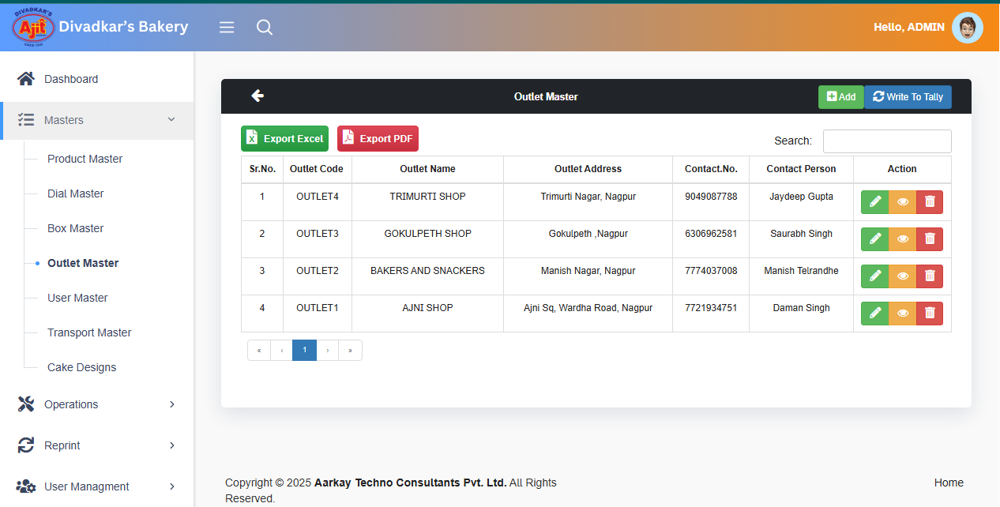 DIVADKAR'S
Ajit
SINCE 1930
Divadkar's Bakery
Hello, ADMIN
Dashboard
Masters
Product Master
Dial Master
Box Master
Outlet Master
User Master
Transport Master
Cake Designs
Operations
Reprint
User Managment
Outlet Master
Add
Write To Tally
Export Excel
Export PDF
Search:
Sr.No. Outlet Code Outlet Name Outlet Address Contact.No. Contact Person Action
1 OUTLET4 TRIMURTI SHOP Trimurti Nagar, Nagpur 9049087788 Jaydeep Gupta
2 OUTLET3 GOKULPETH SHOP Gokulpeth ,Nagpur 6306962581 Saurabh Singh
3 OUTLET2 BAKERS AND SNACKERS Manish Nagar, Nagpur 7774037008 Manish Telrandhe
4 OUTLET1 AJNI SHOP Ajni Sq, Wardha Road, Nagpur 7721934751 Daman Singh
« ‹ 1 › »
Copyright © 2025 Aarkay Techno Consultants Pvt. Ltd. All Rights
Reserved.
Home